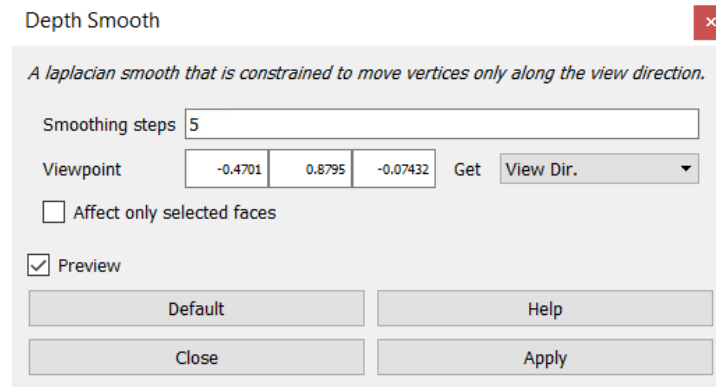 Depth Smooth
A laplacian smooth that is constrained to move vertices only along the view direction.
Smoothing steps 5
Viewpoint -0.4701 0.8795 -0.07432 Get View Dir.
Affect only selected faces
Preview
Default Help
Close Apply